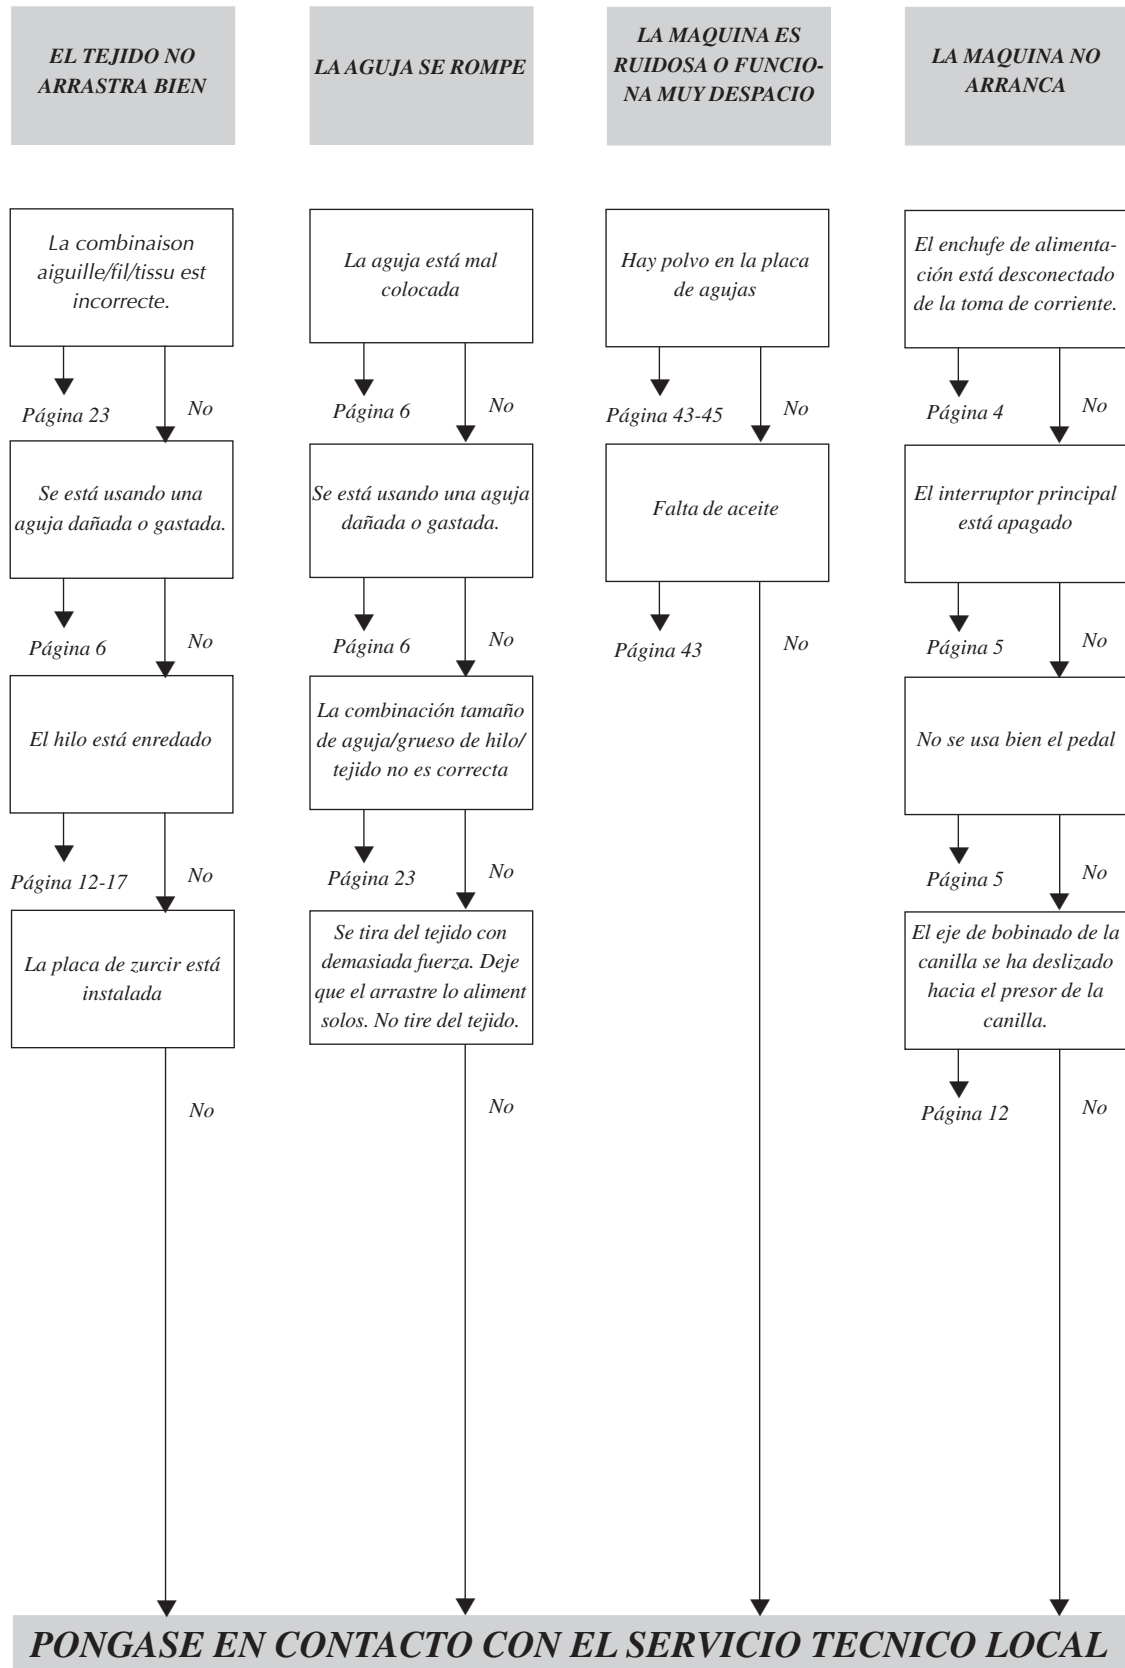 EL TEJIDO NO
ARRASTRA BIEN
LA AGUJA SE ROMPE
LA MAQUINA ES
RUIDOSA O FUNCIO-
NA MUY DESPACIO
LA MAQUINA NO
ARRANCA
La combinaison
aiguille/fil/tissu est
incorrecte.
La aguja está mal
colocada
Hay polvo en la placa
de agujas
El enchufe de alimenta-
ción está desconectado
de la toma de corriente.
Página 23
No
Página 6
No
Página 43-45
No
Página 4
No
Se está usando una
aguja dañada o gastada.
Se está usando una aguja
dañada o gastada.
Falta de aceite
El interruptor principal
está apagado
Página 6
No
Página 6
No
Página 43
No
Página 5
No
El hilo está enredado
La combinación tamaño
de aguja/grueso de hilo/
tejido no es correcta
No se usa bien el pedal
Página 12-17
No
Página 23
No
Página 5
No
La placa de zurcir está
instalada
Se tira del tejido con
demasiada fuerza. Deje
que el arrastre lo aliment
solos. No tire del tejido.
El eje de bobinado de la
canilla se ha deslizado
hacia el presor de la
canilla.
No
No
Página 12
No
PONGASE EN CONTACTO CON EL SERVICIO TECNICO LOCAL